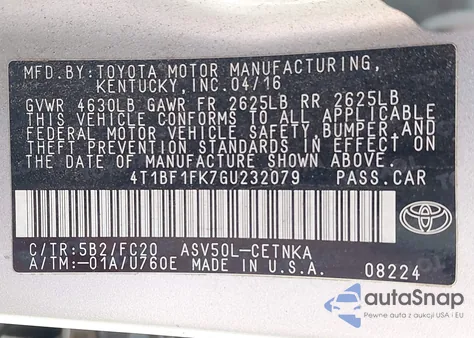 MFD. BY: TOYOTA MOTOR MANUFACTURING,
KENTUCKY, INC. 04/16
GVWR 4630LB GAWR FR 2625LB RR 2625LB
THIS VEHICLE CONFORMS TO ALL APPLICABLE
FEDERAL MOTOR VEHICLE SAFETY, BUMPER, AND
THEFT PREVENTION STANDARDS IN EFFECT ON
THE DATE OF MANUFACTURE SHOWN ABOVE.
4T1BF1FK7GU232079 PASS. CAR
C/TR: 5B2/FC20 ASV50L-CETNKA
A/TM: -01A/U760E MADE IN U.S.A. 08224
autoSnap
Pewne auta z aukcji USA i EU